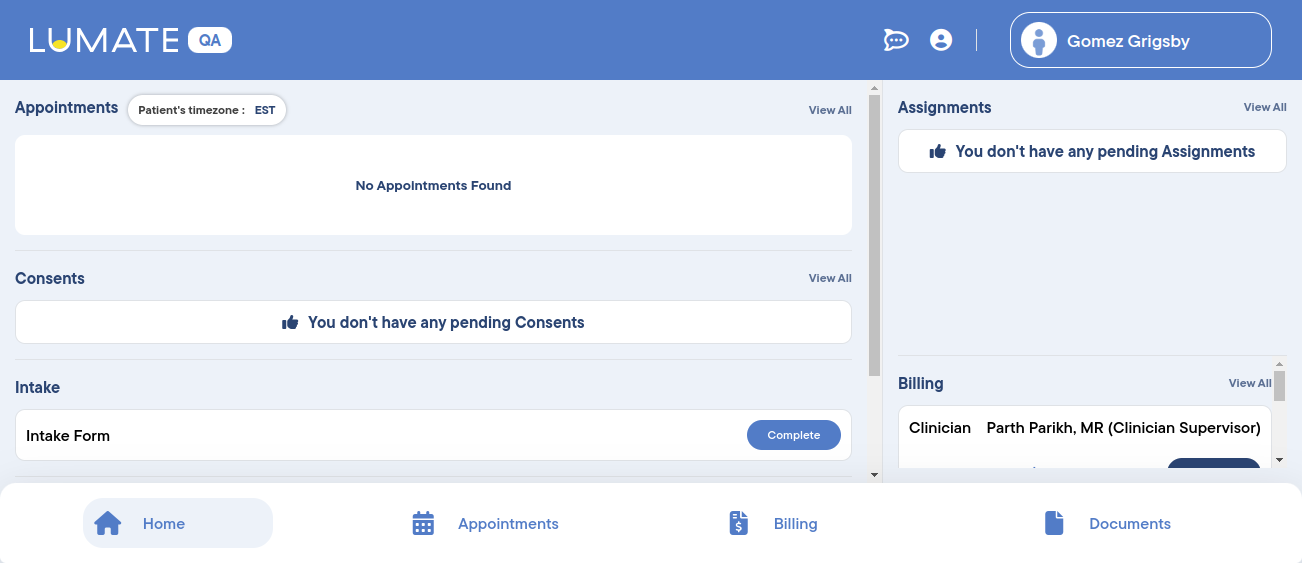 LUMATE QA
Gomez Grigsby
Appointments
Patient's timezone : EST
View All
No Appointments Found
Consents
View All
You don't have any pending Consents
Intake
Intake Form
Complete
Assignments
View All
You don't have any pending Assignments
Billing
View All
Clinician Parth Parikh, MR (Clinician Supervisor)
Home
Appointments
Billing
Documents